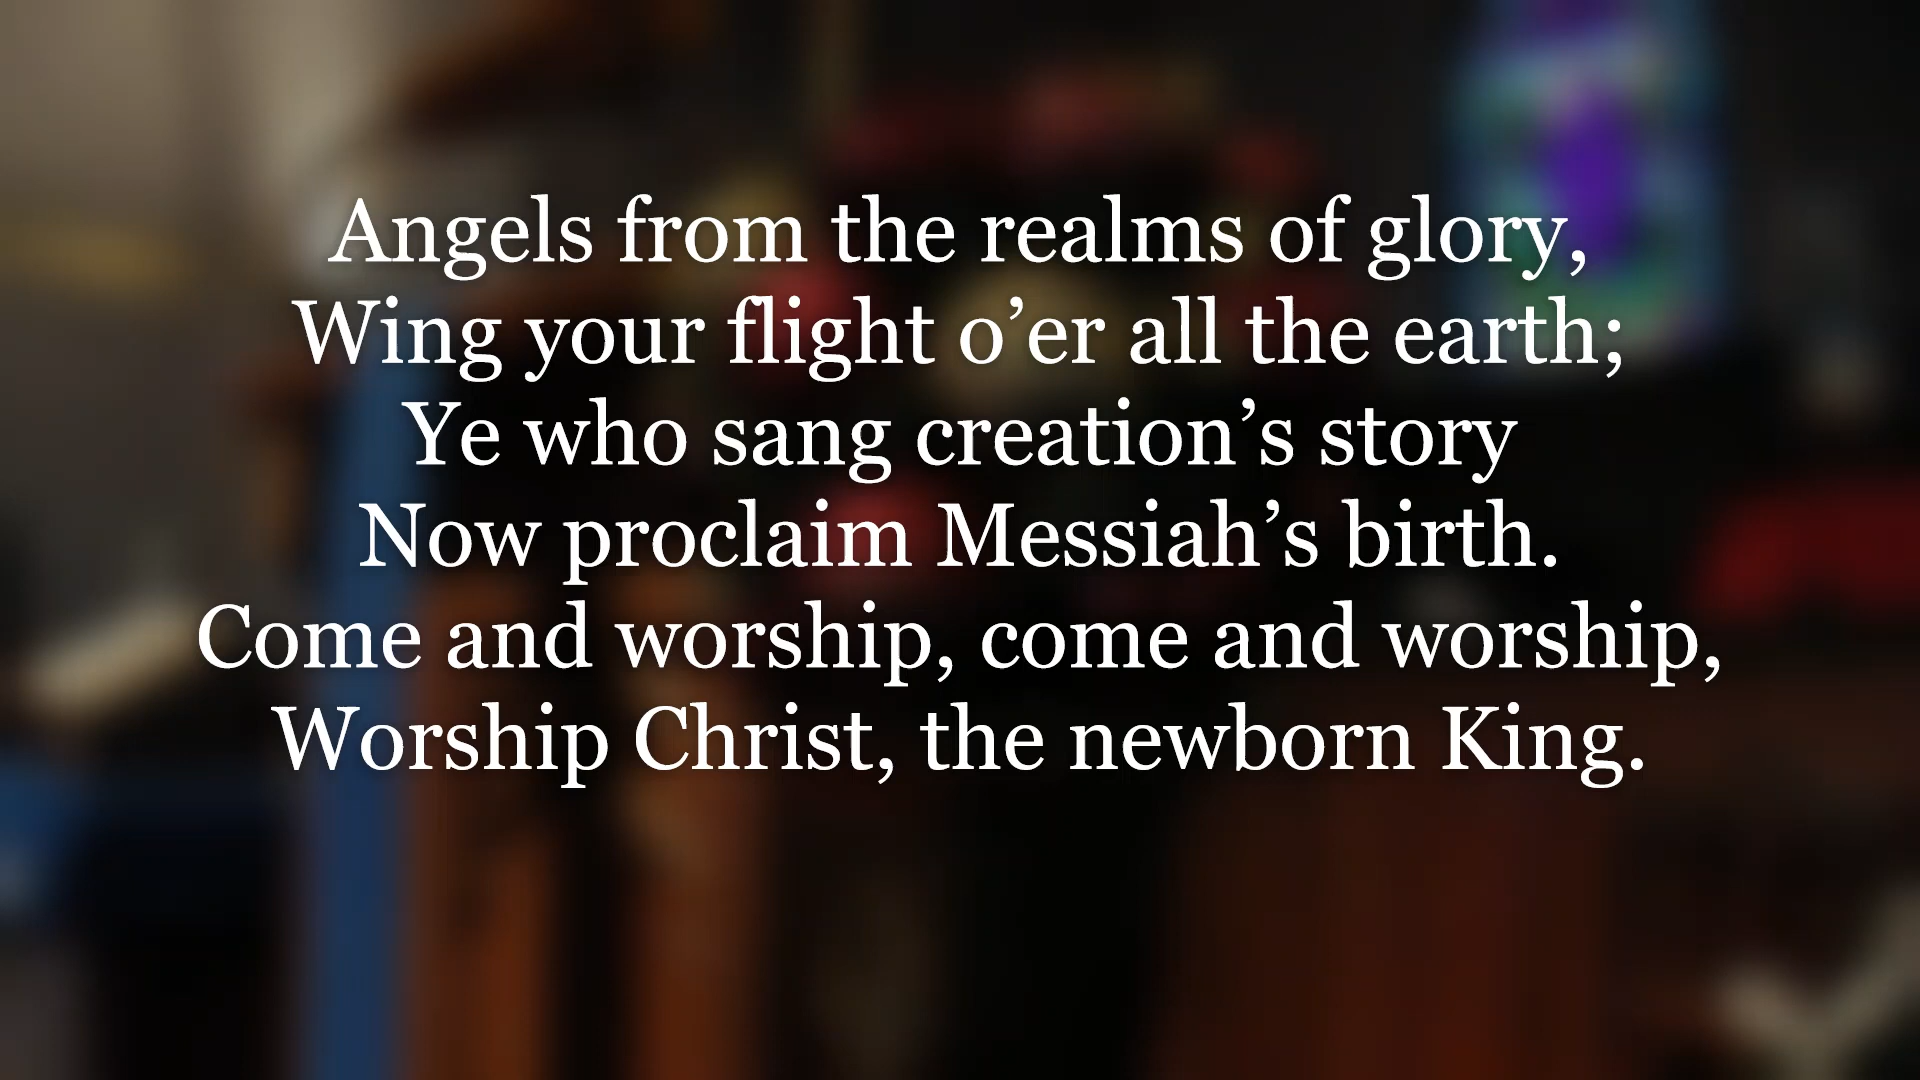 Angels from the realms of glory,
Wing your flight o’er all the earth;
Ye who sang creation’s story
Now proclaim Messiah’s birth.
Come and worship, come and worship,
Worship Christ, the newborn King.